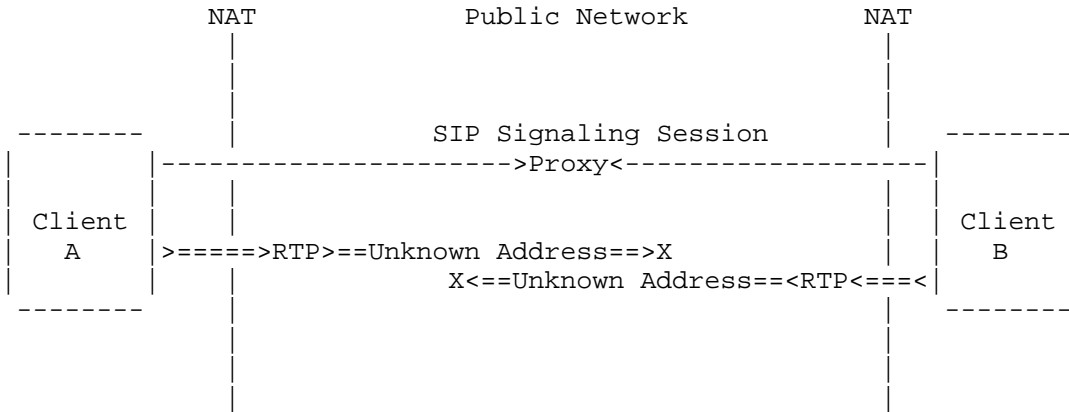 NAT Public Network NAT
SIP Signaling Session
---------------------->Proxy<-------------------
Client Client
A >=====>RTP>==Unknown Address==>X B
X<==Unknown Address==<RTP<===<